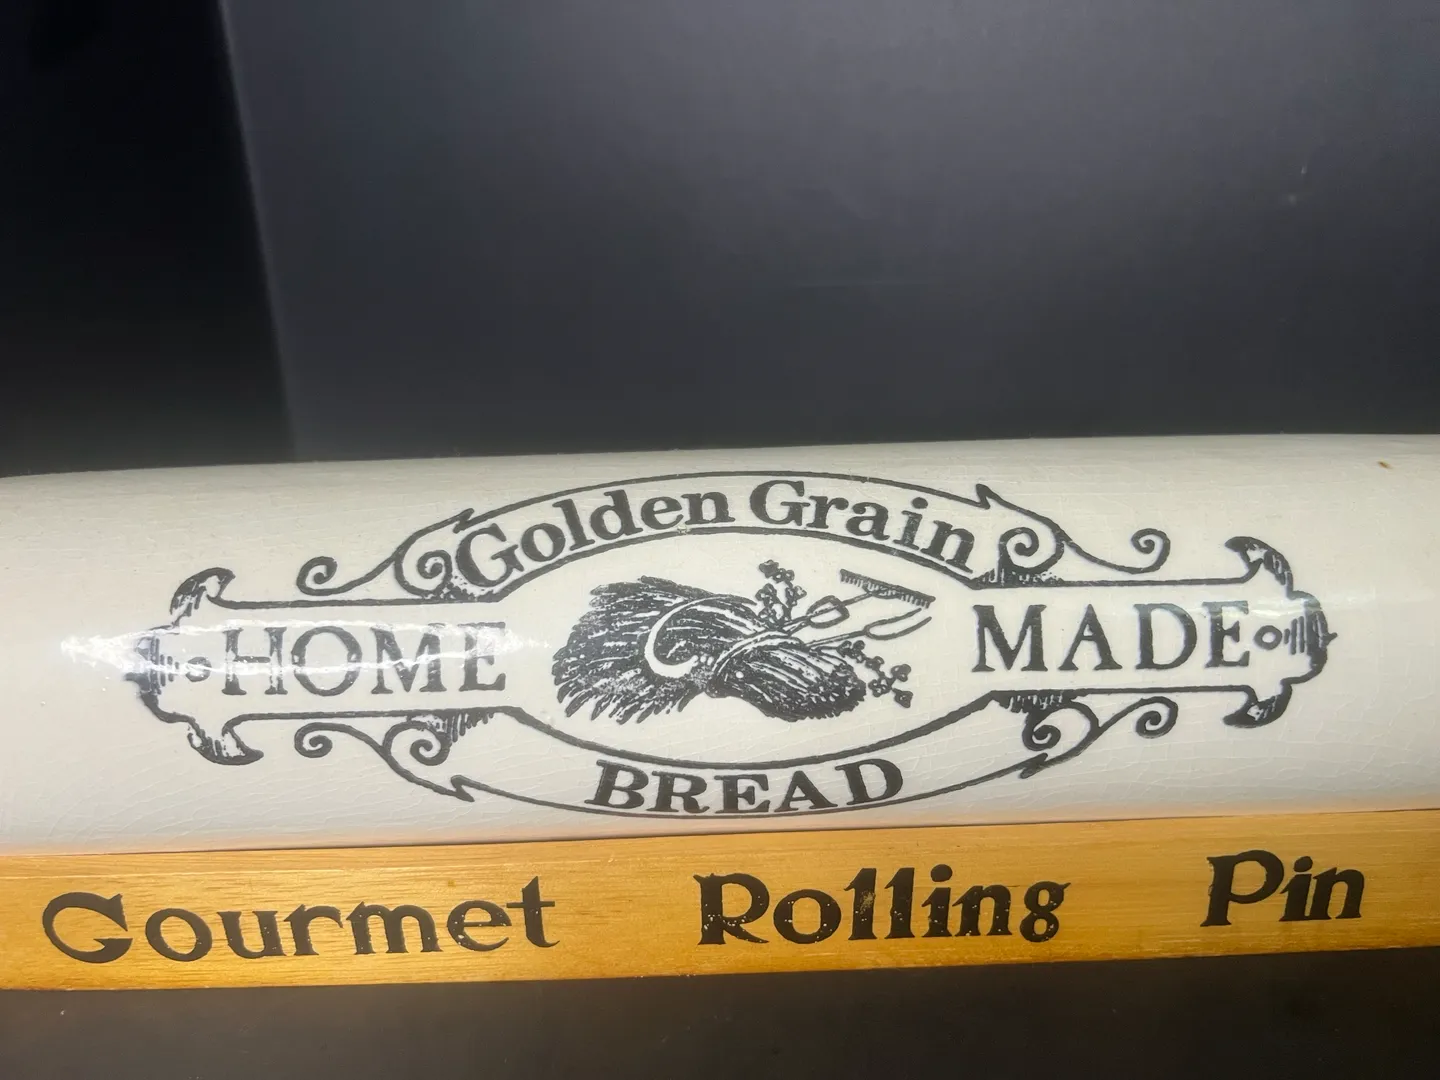 Golden Grain
HOME MADE
BREAD
Gourmet Rolling Pin